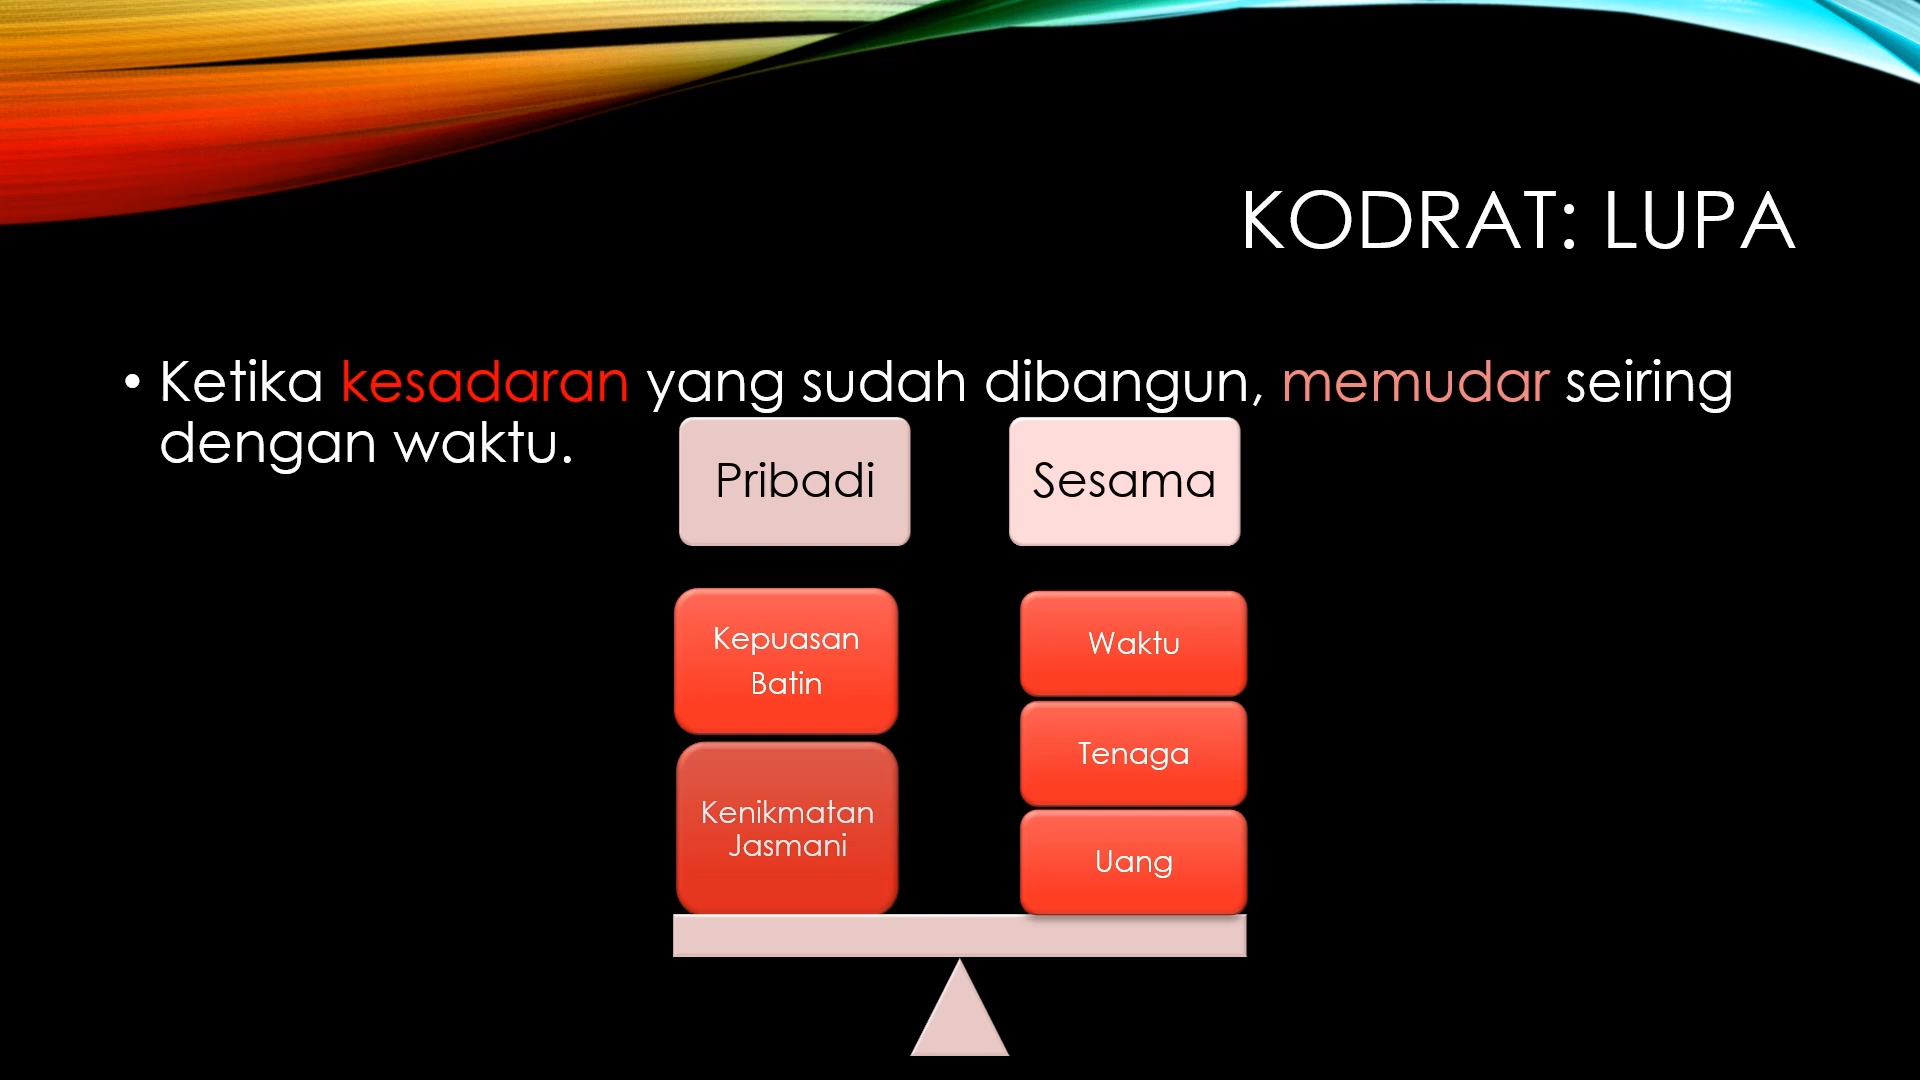 KODRAT: LUPA
• Ketika kesadaran yang sudah dibangun, memudar seiring
dengan waktu.
Pribadi
Sesama
Kepuasan
Batin
Kenikmatan
Jasmani
Waktu
Tenaga
Uang